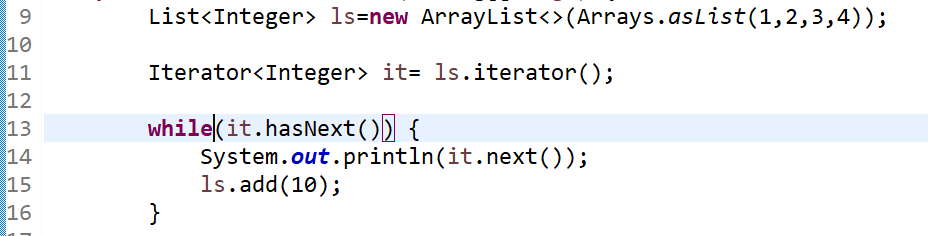 9 List<Integer> ls=new ArrayList<>(Arrays.asList(1,2,3,4));
10
11 Iterator<Integer> it= ls.iterator();
12
13 while(it.hasNext()) {
14 System.out.println(it.next());
15 ls.add(10);
16 }